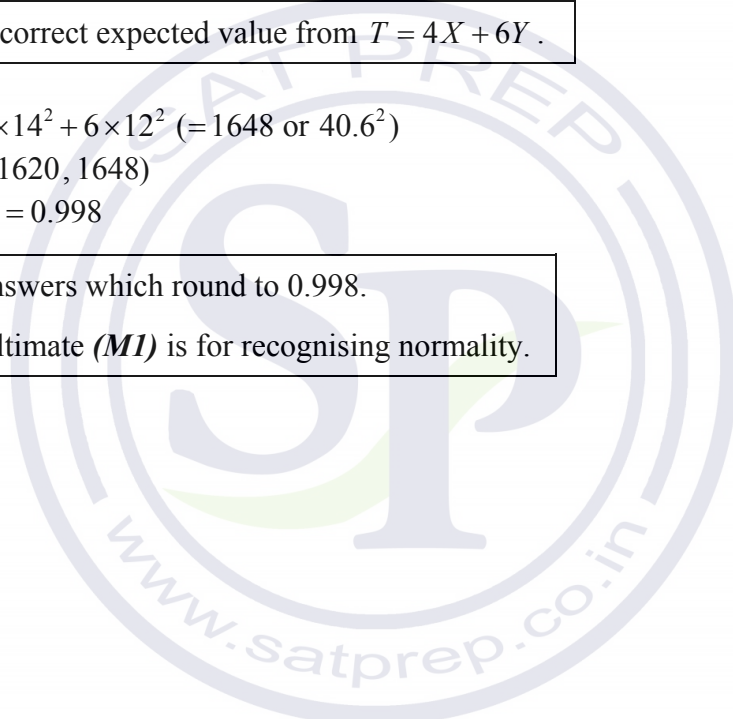 correct expected value from T = 4X + 6Y .
×14² + 6×12² (=1648 or 40.6²)
1620, 1648)
= 0.998
nswers which round to 0.998.
ltimate (M1) is for recognising normality.
SAT PREP
SP
www.satprep.co.in